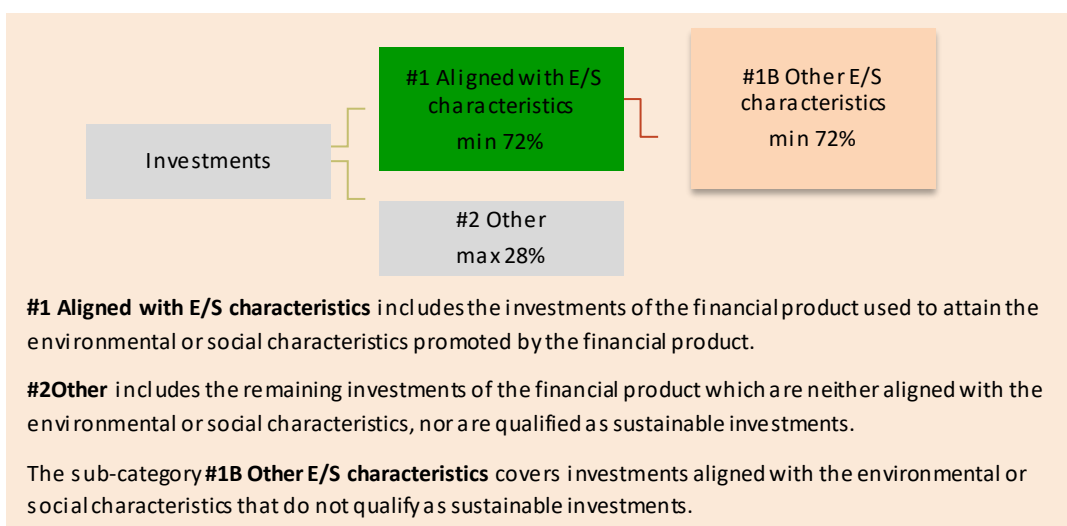 Investments
#1 Aligned with E/S
characteristics
min 72%
#1B Other E/S
characteristics
min 72%
#2 Other
max 28%
#1 Aligned with E/S characteristics includes the investments of the financial product used to attain the
environmental or social characteristics promoted by the financial product.
#2Other includes the remaining investments of the financial product which are neither aligned with the
environmental or social characteristics, nor are qualified as sustainable investments.
The sub-category #1B Other E/S characteristics covers investments aligned with the environmental or
social characteristics that do not qualify as sustainable investments.